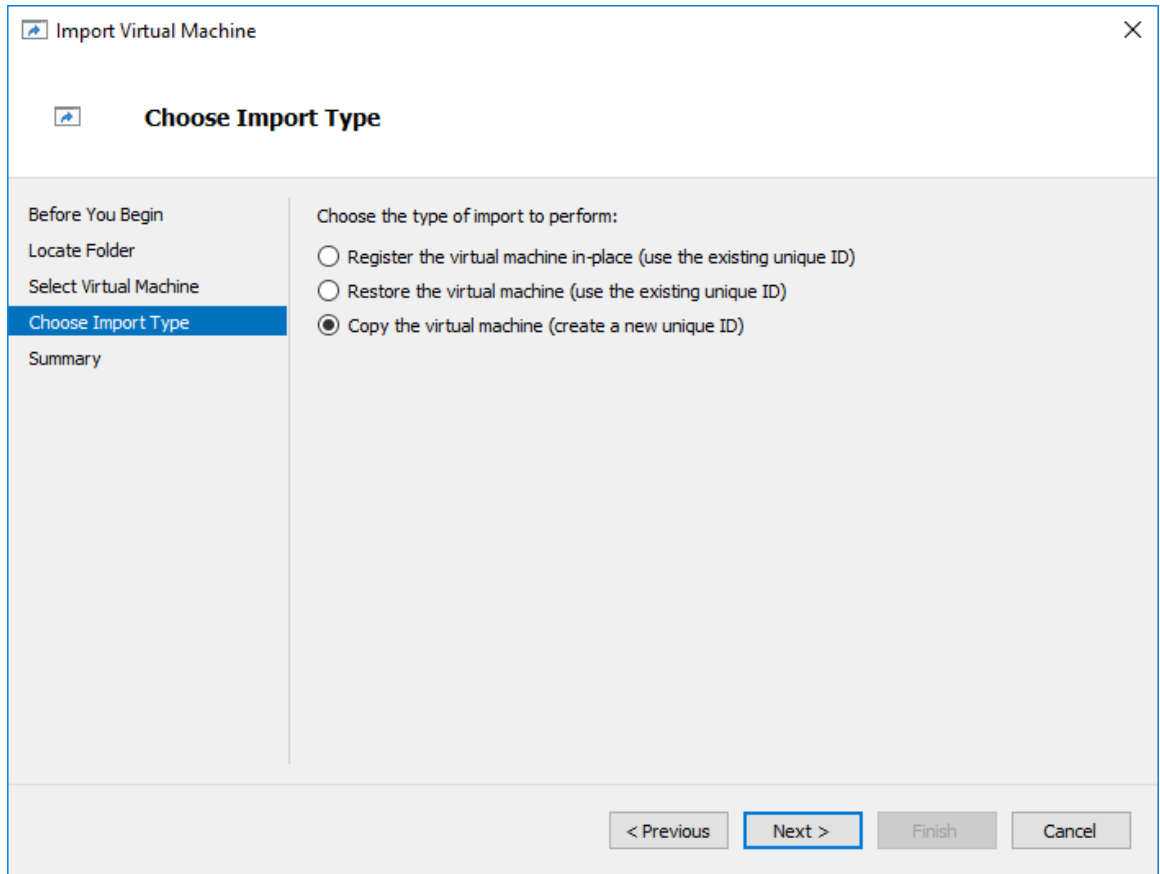 Import Virtual Machine
Choose Import Type
Before You Begin
Locate Folder
Select Virtual Machine
Choose Import Type
Summary
Choose the type of import to perform:
Register the virtual machine in-place (use the existing unique ID)
Restore the virtual machine (use the existing unique ID)
Copy the virtual machine (create a new unique ID)
< Previous
Next >
Finish
Cancel